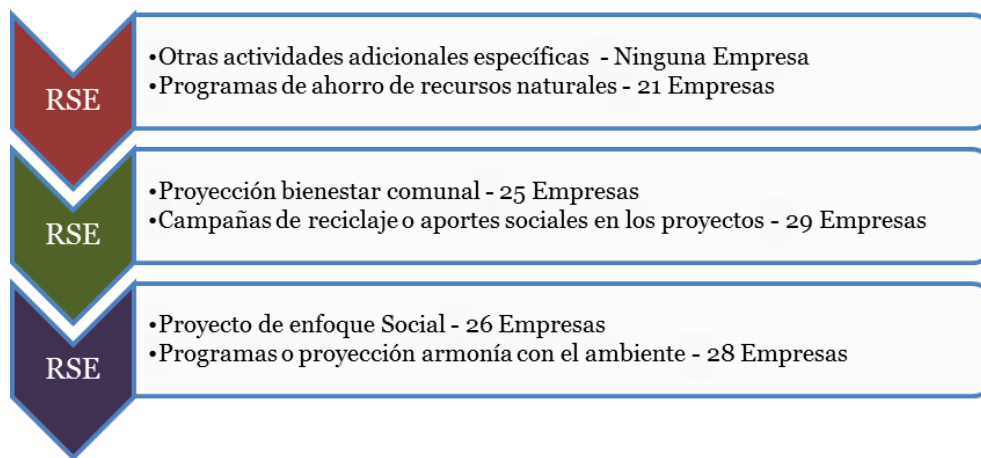 RSE
•Otras actividades adicionales específicas - Ninguna Empresa
•Programas de ahorro de recursos naturales - 21 Empresas
RSE
•Proyección bienestar comunal - 25 Empresas
•Campañas de reciclaje o aportes sociales en los proyectos - 29 Empresas
RSE
•Proyecto de enfoque Social - 26 Empresas
•Programas o proyección armonía con el ambiente - 28 Empresas